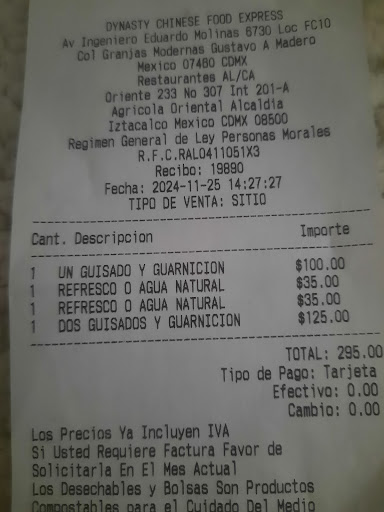 DYNASTY CHINESE FOOD EXPRESS
Av Ingeniero Eduardo Molinas 6730 Loc FC10
Col Granjas Modernas Gustavo A Madero
Mexico 07480 CDMX
Restaurantes AL/CA
Oriente 233 No 307 Int 201-A
Agricola Oriental Alcaldia
Iztacalco Mexico CDMX 08500
Regimen General de Ley Personas Morales
R.F.C.RAL0411051X3
Recibo: 19890
Fecha: 2024-11-25 14:27:27
TIPO DE VENTA: SITIO
Cant. Descripcion Importe
1 UN GUISADO Y GUARNICION $100.00
1 REFRESCO O AGUA NATURAL $35.00
1 REFRESCO O AGUA NATURAL $35.00
1 DOS GUISADOS Y GUARNICION $125.00
TOTAL: 295.00
Tipo de Pago: Tarjeta
Efectivo: 0.00
Cambio: 0.00
Los Precios Ya Incluyen IVA
Si Usted Requiere Factura Favor de
Solicitarla En El Mes Actual
Los Desechables y Bolsas Son Productos
Compostables para el Cuidado Del Medio